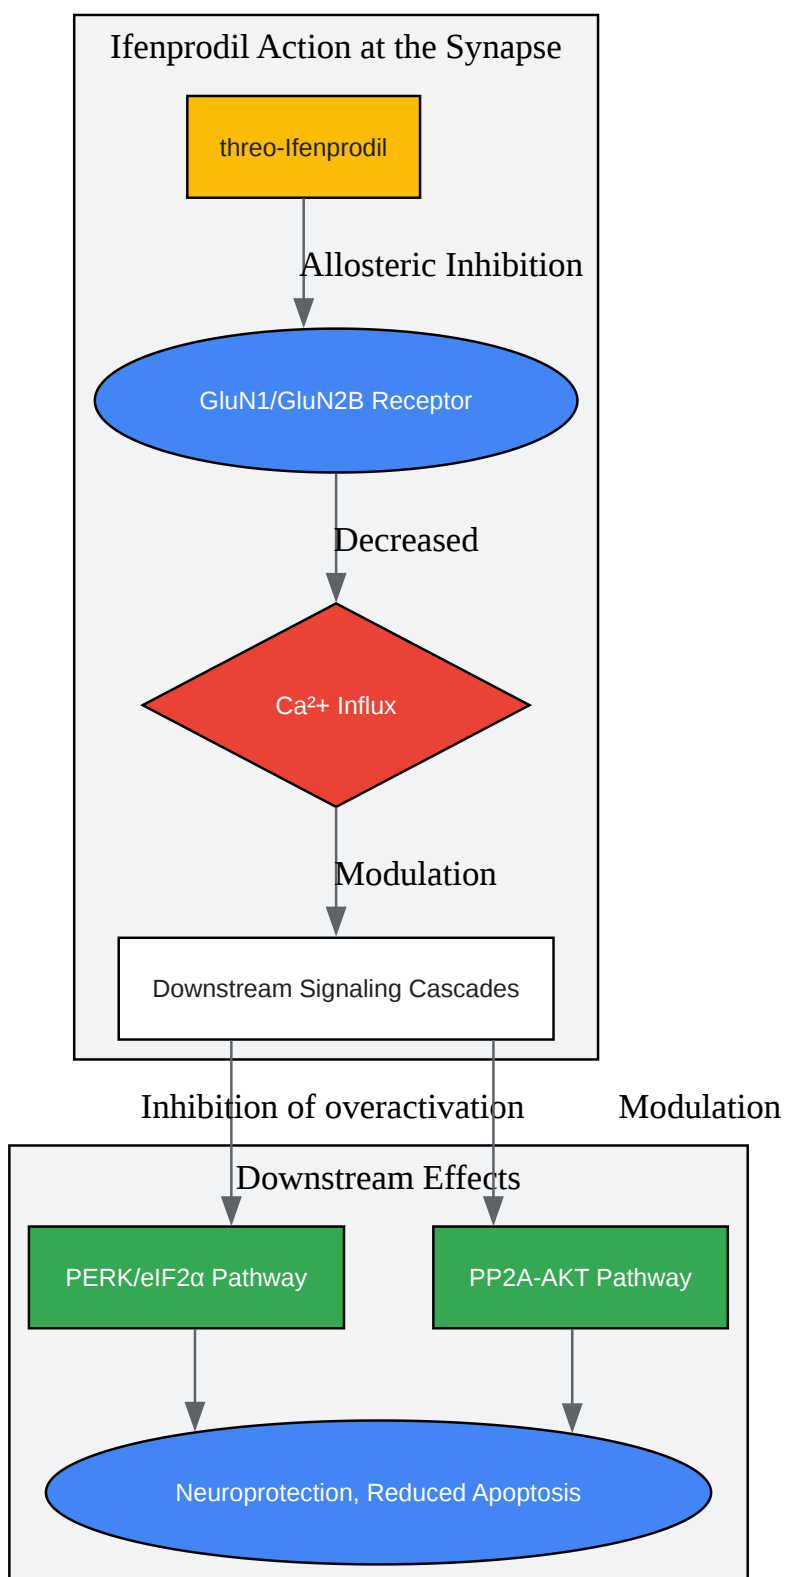 Ifenprodil Action at the Synapse
threo-Ifenprodil
Allosteric Inhibition
GluN1/GluN2B Receptor
Decreased
Ca²+ Influx
Modulation
Downstream Signaling Cascades
Inhibition of overactivation
Modulation
Downstream Effects
PERK/eIF2α Pathway
PP2A-AKT Pathway
Neuroprotection, Reduced Apoptosis